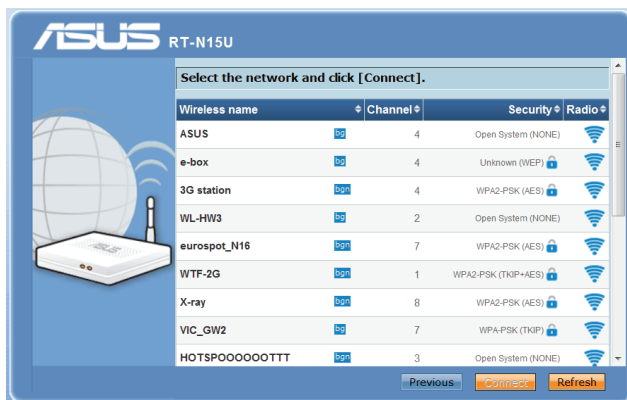 ASUS RT-N15U
Select the network and click [Connect].
Wireless name Channel Security Radio
ASUS bg 4 Open System (NONE)
e-box bg 4 Unknown (WEP)
3G station bgn 4 WPA2-PSK (AES)
WL-HW3 bg 2 Open System (NONE)
eurospot_N16 bgn 7 WPA2-PSK (AES)
WTF-2G bgn 1 WPA2-PSK (TKIP+AES)
X-ray bgn 8 WPA2-PSK (AES)
VIC_GW2 bg 7 WPA-PSK (TKIP)
HOTSPOOOOOOTTT bgn 3 Open System (NONE)
Previous Connect Refresh